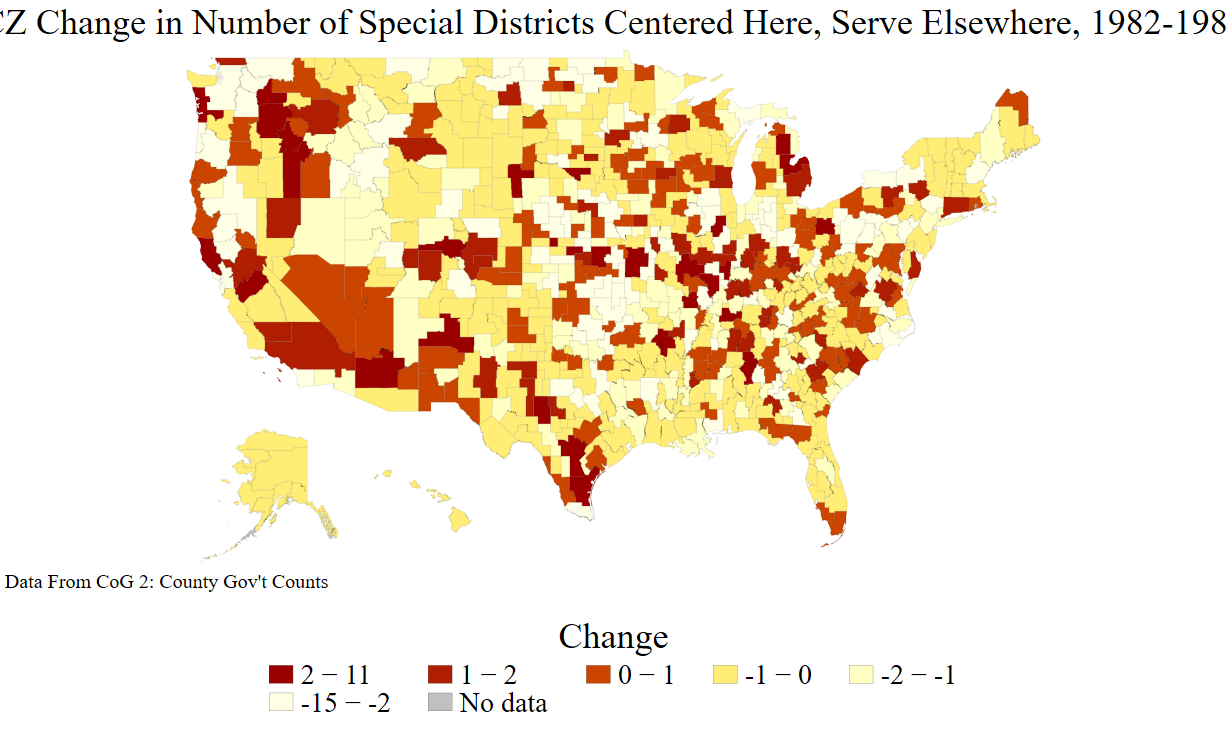 CZ Change in Number of Special Districts Centered Here, Serve Elsewhere, 1982-198
Data From CoG 2: County Gov't Counts
Change
2 – 11 1 – 2 0 – 1 -1 – 0 -2 – -1
-15 – -2 No data